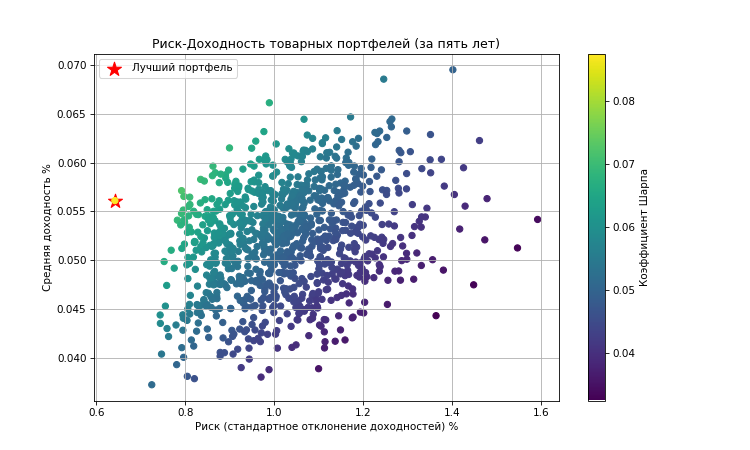 Риск-Доходность товарных портфелей (за пять лет)
Лучший портфель
Средняя доходность %
0.070
0.065
0.060
0.055
0.050
0.045
0.040
0.6 0.8 1.0 1.2 1.4 1.6
Риск (стандартное отклонение доходностей) %
0.08
0.07
0.06
0.05
0.04
Коэффициент Шарпа